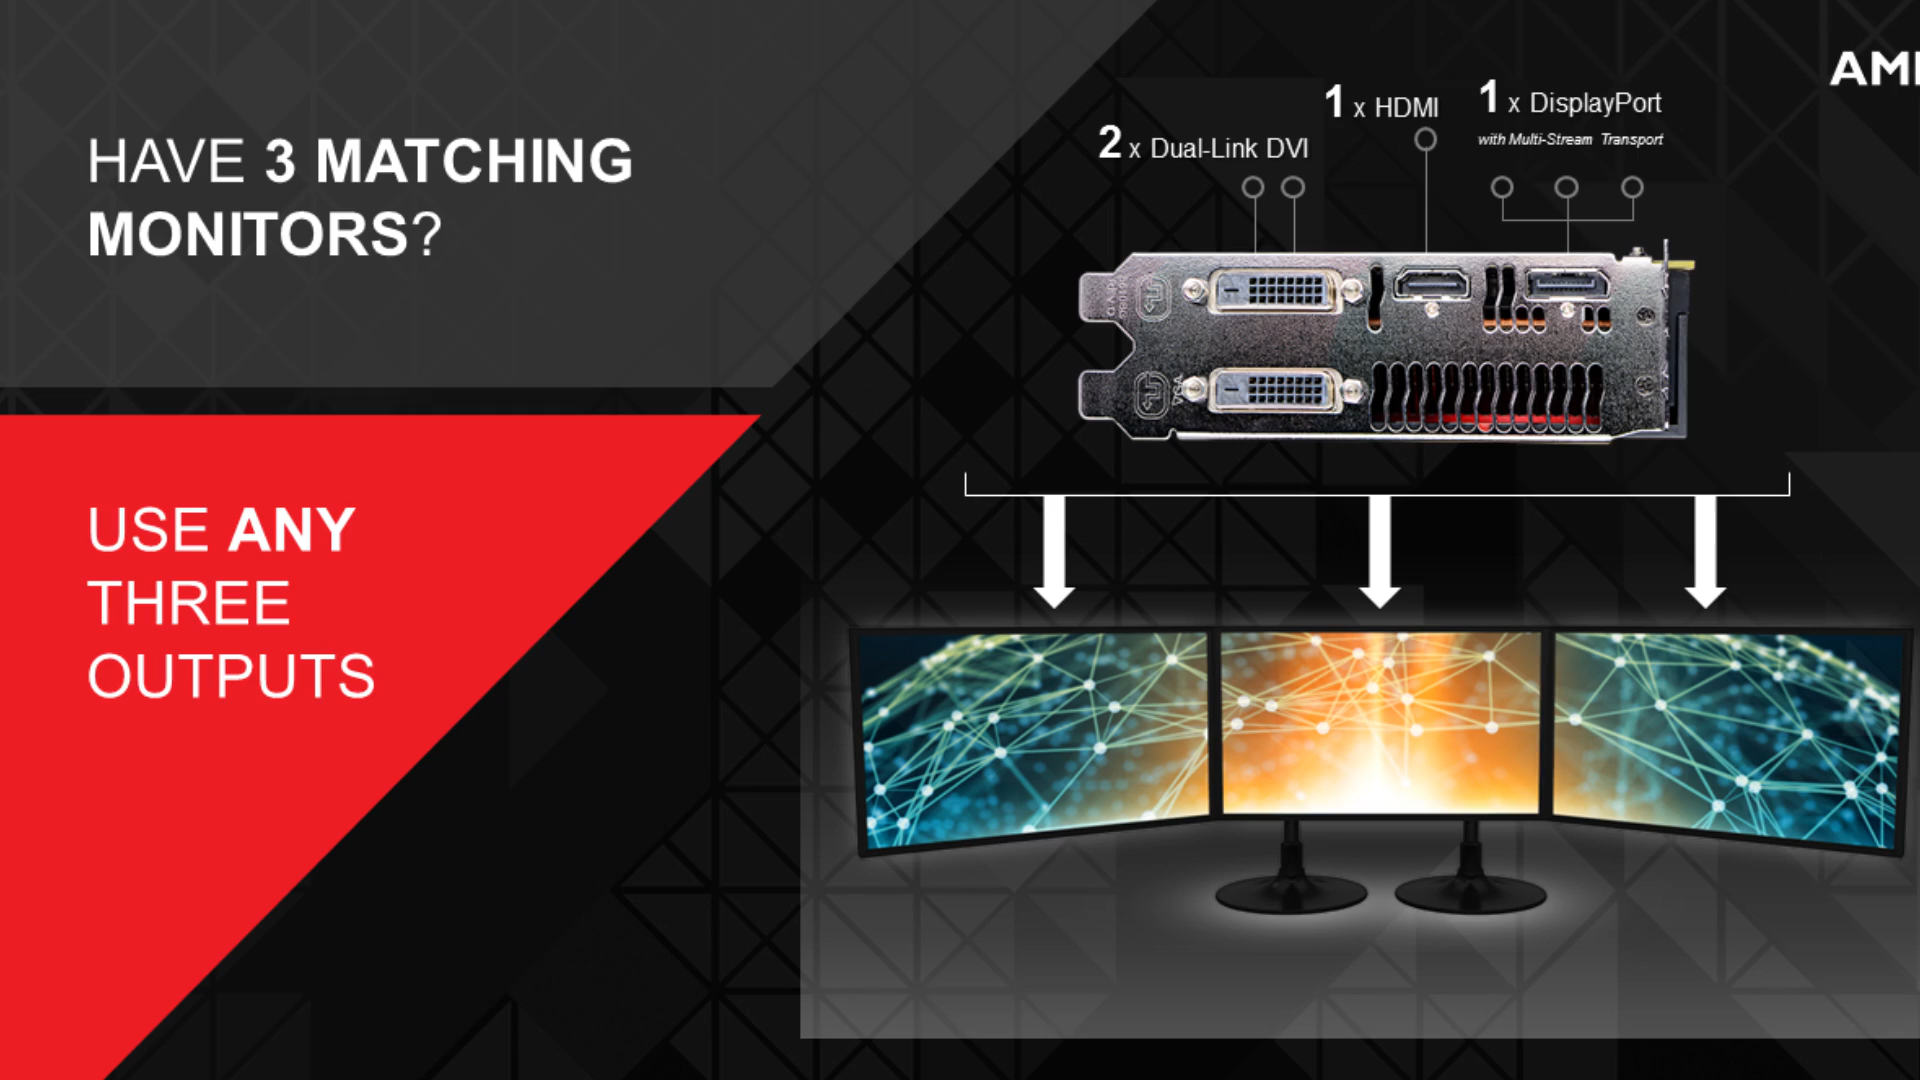 HAVE 3 MATCHING
MONITORS?
USE ANY
THREE
OUTPUTS
2 x Dual-Link DVI
1 x HDMI
1 x DisplayPort
with Multi-Stream Transport